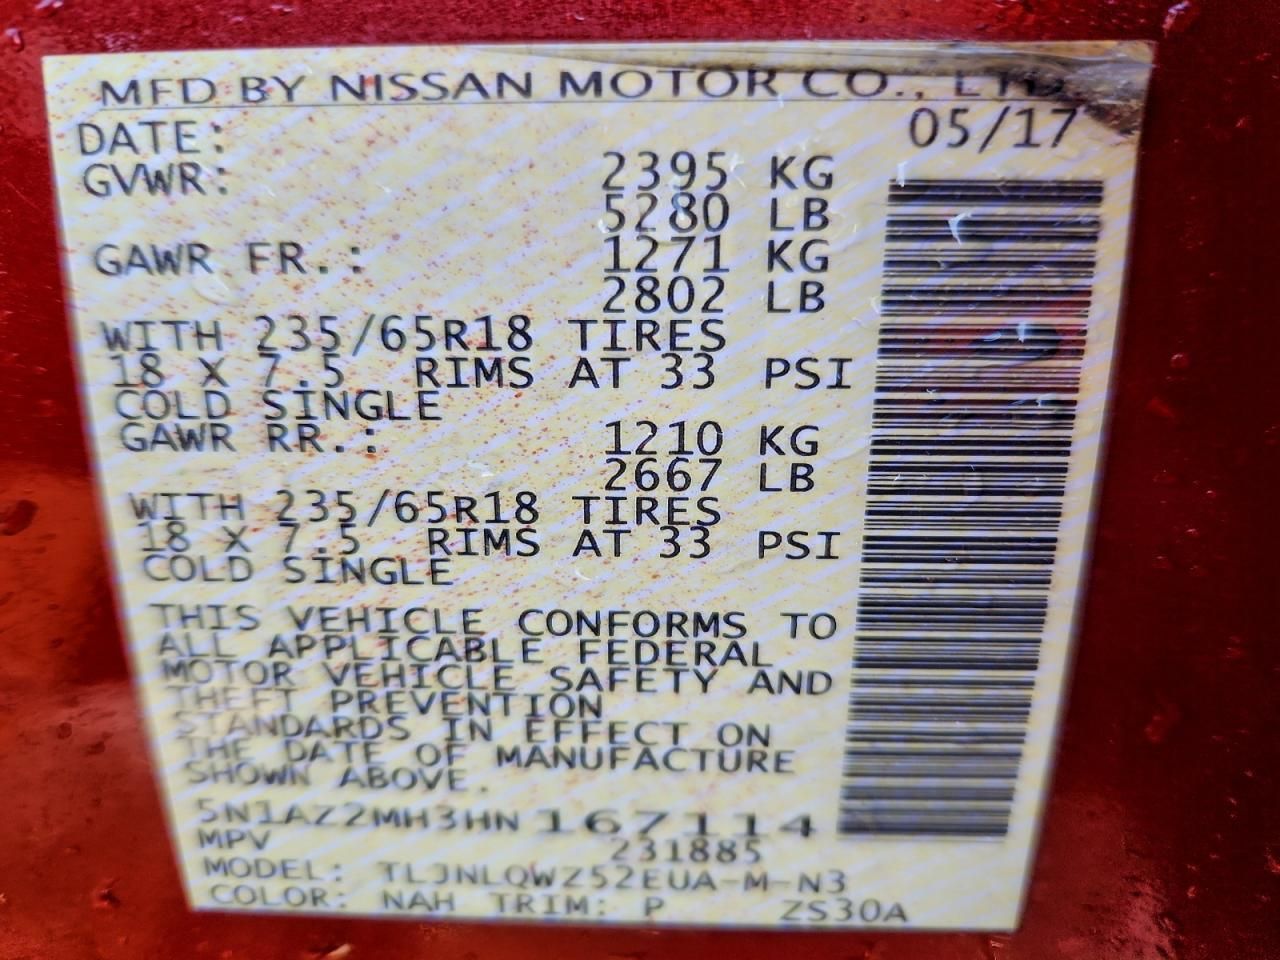 MFD BY NISSAN MOTOR CO., LTD.
DATE: 05/17
GVWR: 2395 KG
5280 LB
GAWR FR.: 1271 KG
2802 LB
WITH 235/65R18 TIRES
18 X 7.5 RIMS AT 33 PSI
COLD SINGLE
GAWR RR.: 1210 KG
2667 LB
WITH 235/65R18 TIRES
18 X 7.5 RIMS AT 33 PSI
COLD SINGLE
THIS VEHICLE CONFORMS TO
ALL APPLICABLE FEDERAL
MOTOR VEHICLE SAFETY AND
THEFT PREVENTION
STANDARDS IN EFFECT ON
THE DATE OF MANUFACTURE
SHOWN ABOVE.
5N1AZ2MH3HN167114
MPV 231885
MODEL: TLJNLQWZ52EUA-M-N3
COLOR: NAH TRIM: P ZS30A